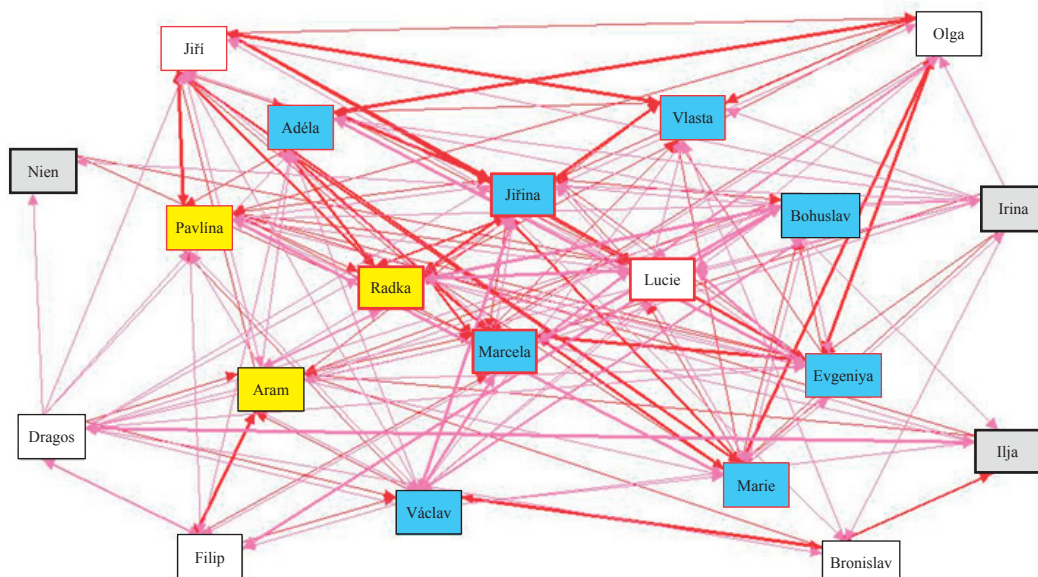 Olga
Jiří
Adéla
Vlasta
Nien
Jiřina
Irina
Bohuslav
Pavlína
Lucie
Radka
Marcela
Evgeniya
Aram
Dragos
Ilja
Marie
Václav
Filip
Bronislav